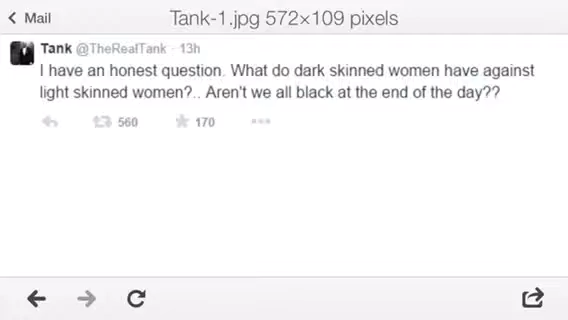 Mail
Tank-1.jpg 572×109 pixels
Tank @TheRealTank · 13h
I have an honest question. What do dark skinned women have against
light skinned women?.. Aren't we all black at the end of the day??
560 170